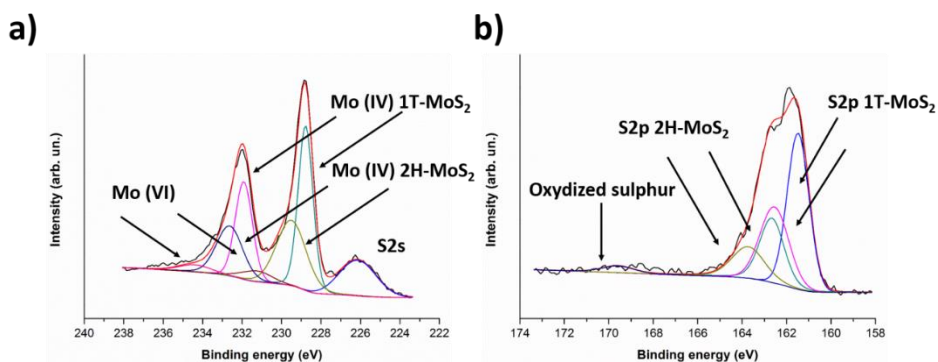 a)
Mo (IV) 1T-MoS₂
Mo (VI)
Mo (IV) 2H-MoS₂
S2s
Intensity (arb. un.)
240 238 236 234 232 230 228 226 224 222
Binding energy (eV)
b)
S2p 1T-MoS₂
S2p 2H-MoS₂
Oxydized sulphur
Intensity (arb. un.)
174 172 170 168 166 164 162 160 158
Binding energy (eV)